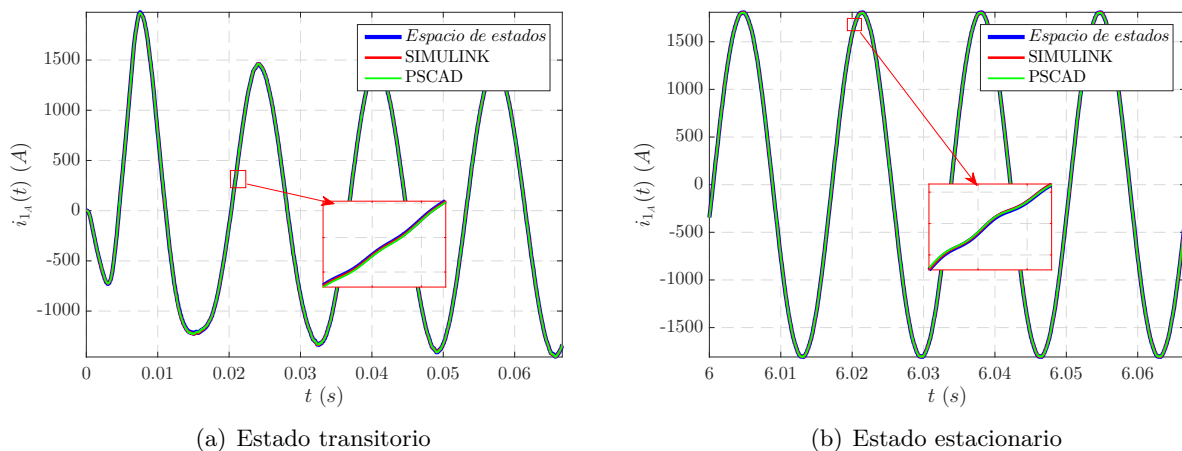 1500
1000
500
0
-500
-1000
i1A(t) (A)
Espacio de estados
SIMULINK
PSCAD
0 0.01 0.02 0.03 0.04 0.05 0.06
t (s)
(a) Estado transitorio
1500
1000
500
0
-500
-1000
-1500
i1A(t) (A)
Espacio de estados
SIMULINK
PSCAD
6 6.01 6.02 6.03 6.04 6.05 6.06
t (s)
(b) Estado estacionario